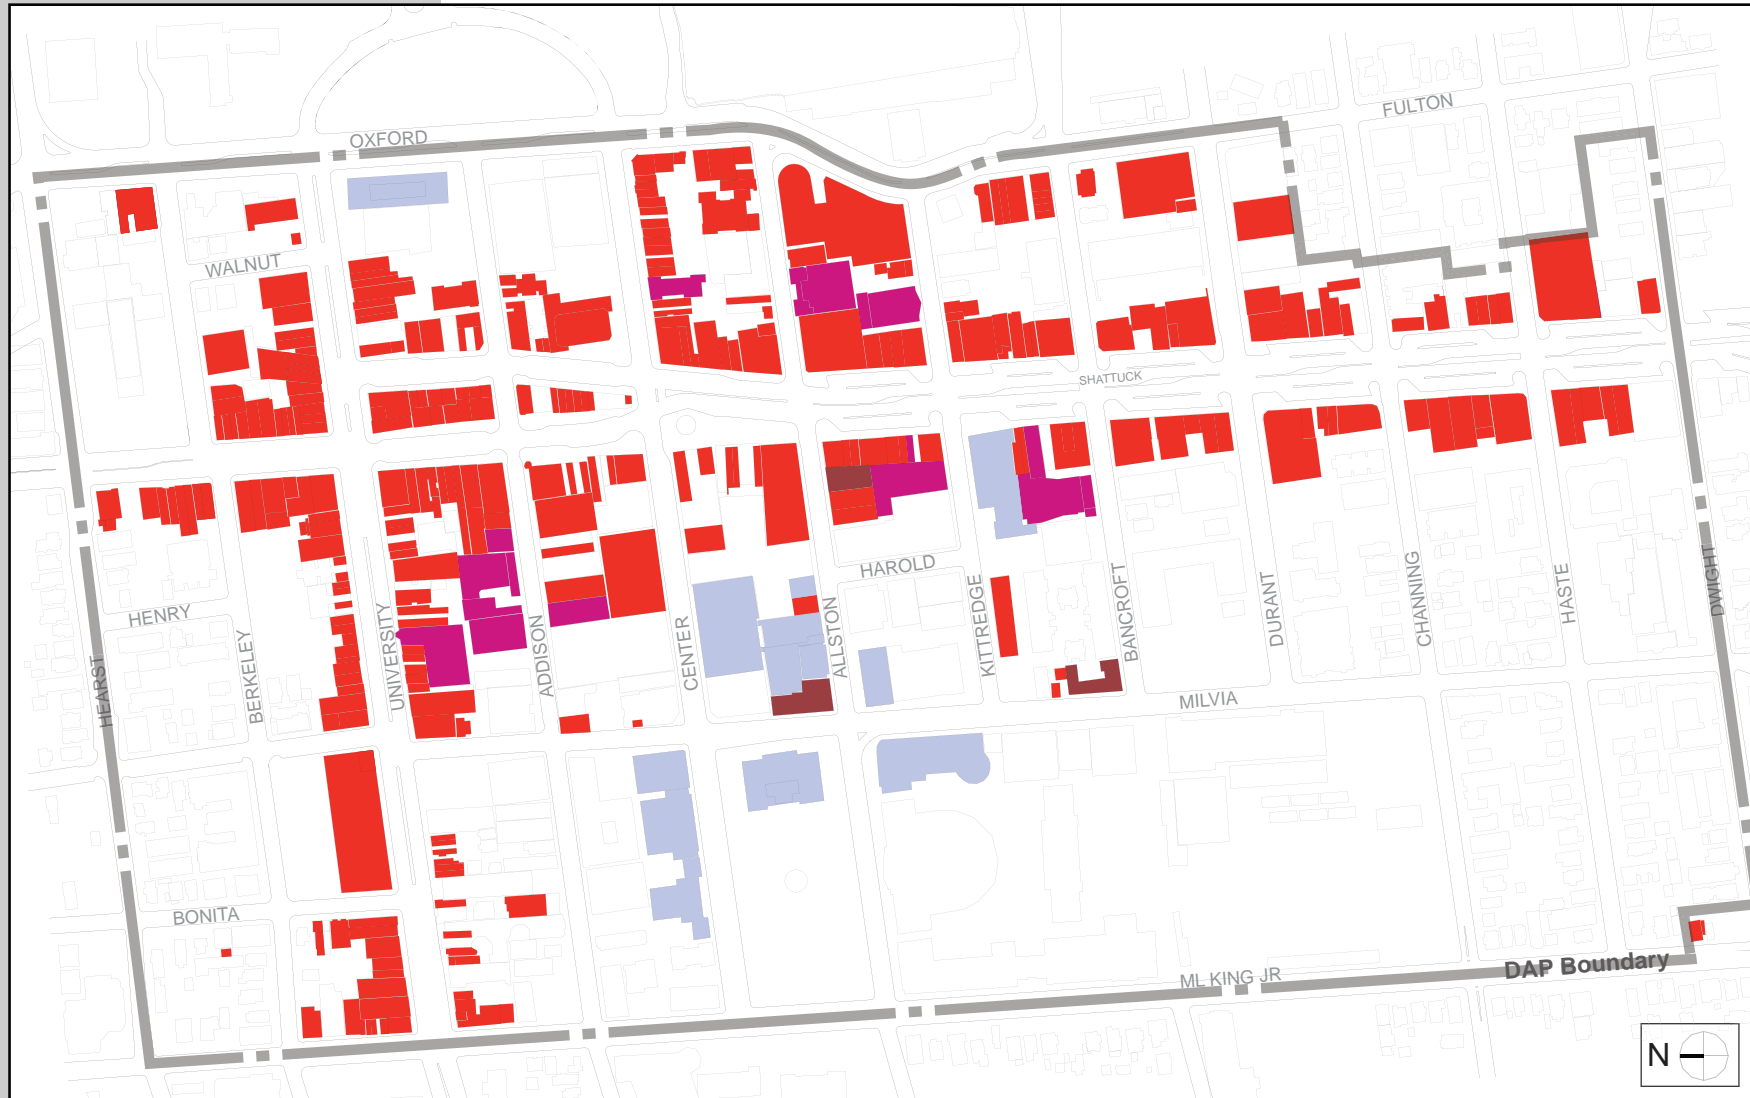 FULTON
OXFORD
WALNUT
SHATTUCK
HAROLD
HENRY
HEARST
BERKELEY
UNIVERSITY
ADDISON
CENTER
ALLSTON
KITTREDGE
BANCROFT
DURANT
CHANNING
HASTE
DWIGHT
MILVIA
BONITA
ML KING JR
DAP Boundary
N